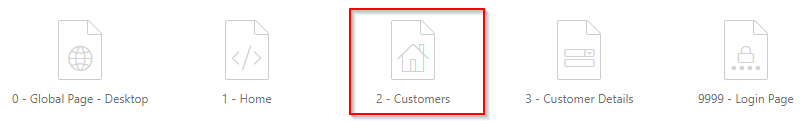 0 - Global Page - Desktop
1 - Home
2 - Customers
3 - Customer Details
9999 - Login Page